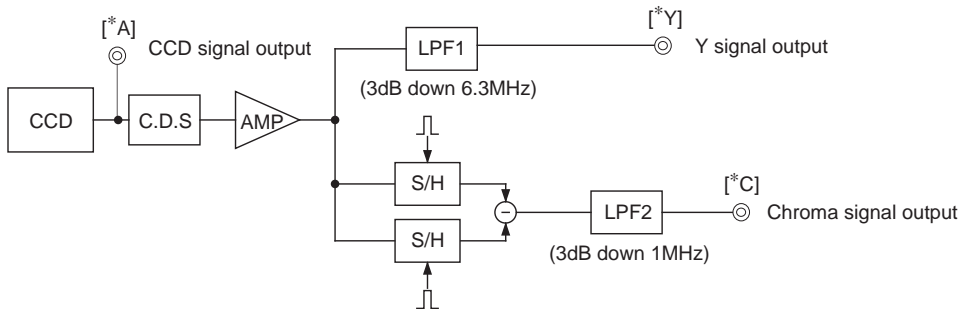 [*A]
CCD signal output
[*Y]
Y signal output
LPF1
(3dB down 6.3MHz)
CCD
C.D.S
AMP
S/H
S/H
−
LPF2
(3dB down 1MHz)
[*C]
Chroma signal output